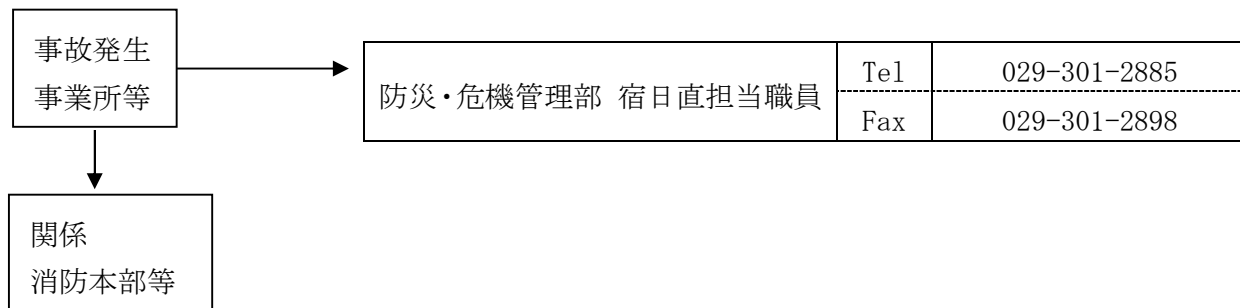 事故発生
事業所等
防災・危機管理部 宿日直担当職員
Tel
029-301-2885
Fax
029-301-2898
関係
消防本部等